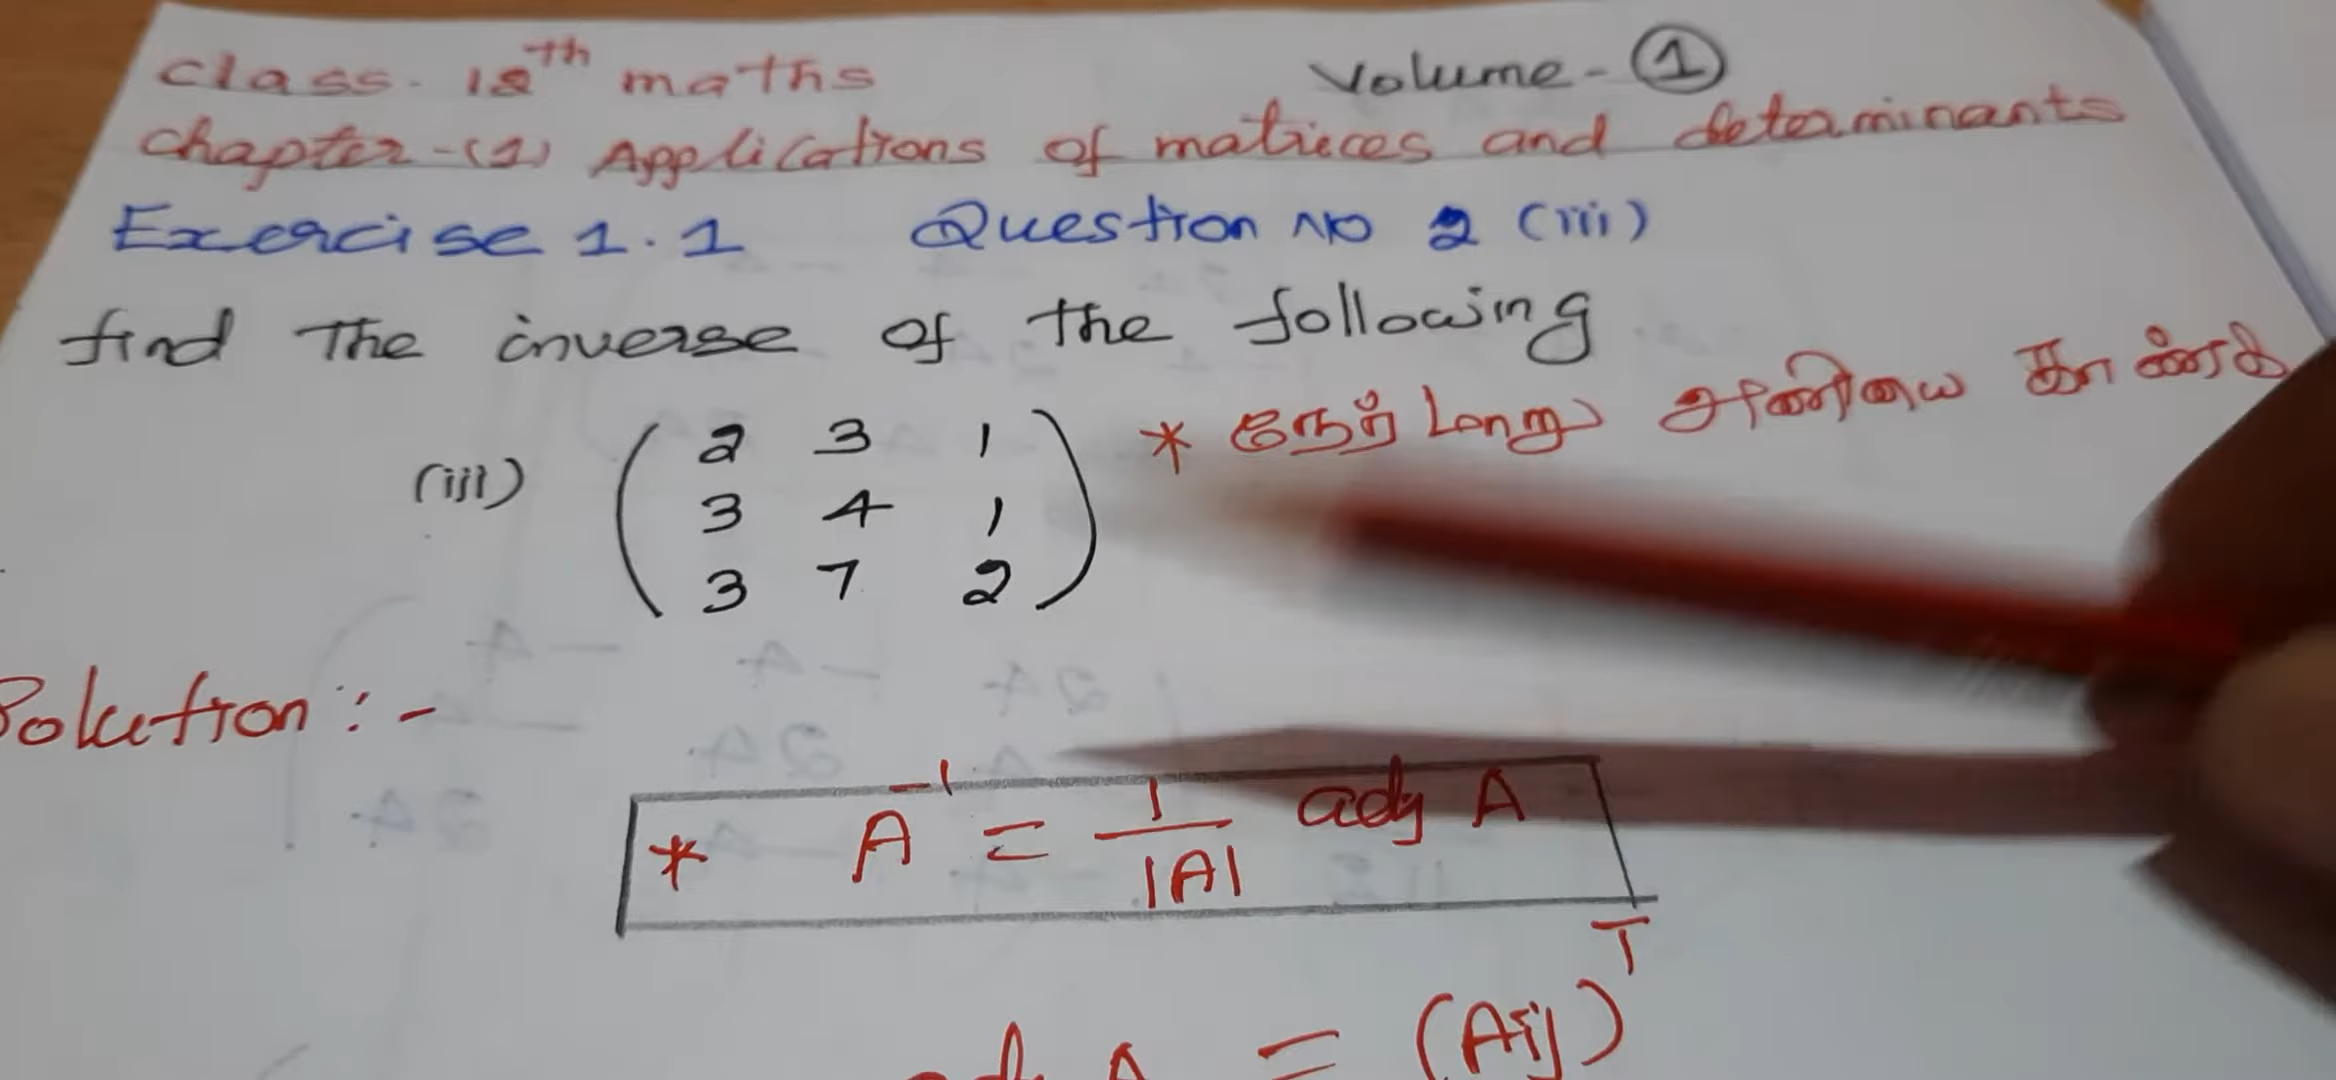 class. 12th maths Volume - 1
chapter - (1) Applications of matrices and determinants
Exercise 1.1 Question No 2 (iii)
find The inverse of the following
* நேர்மாறு அணியை காண்க
(iii) ( 2 3 1
3 4 1
3 7 2 )
Solution :-
* A⁻¹ = 1/|A| adj A
adj A = (Aij)ᵀ